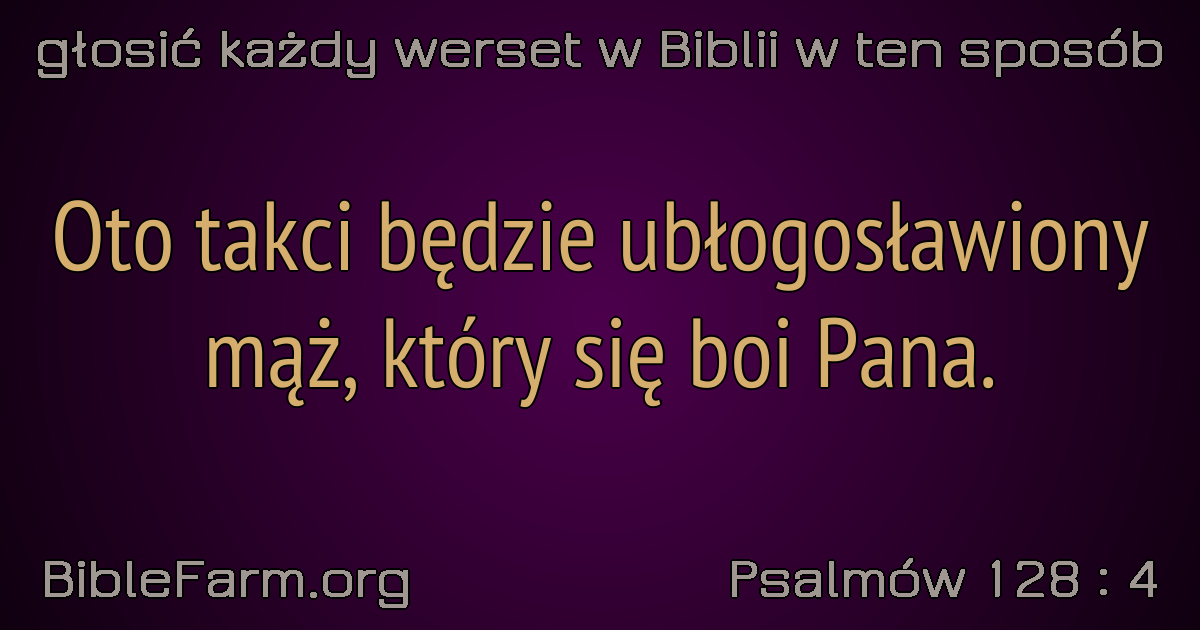 głosić każdy werset w Biblii w ten sposób
Oto takci będzie ubłogosławiony
mąż, który się boi Pana.
BibleFarm.org
Psalmów 128 : 4